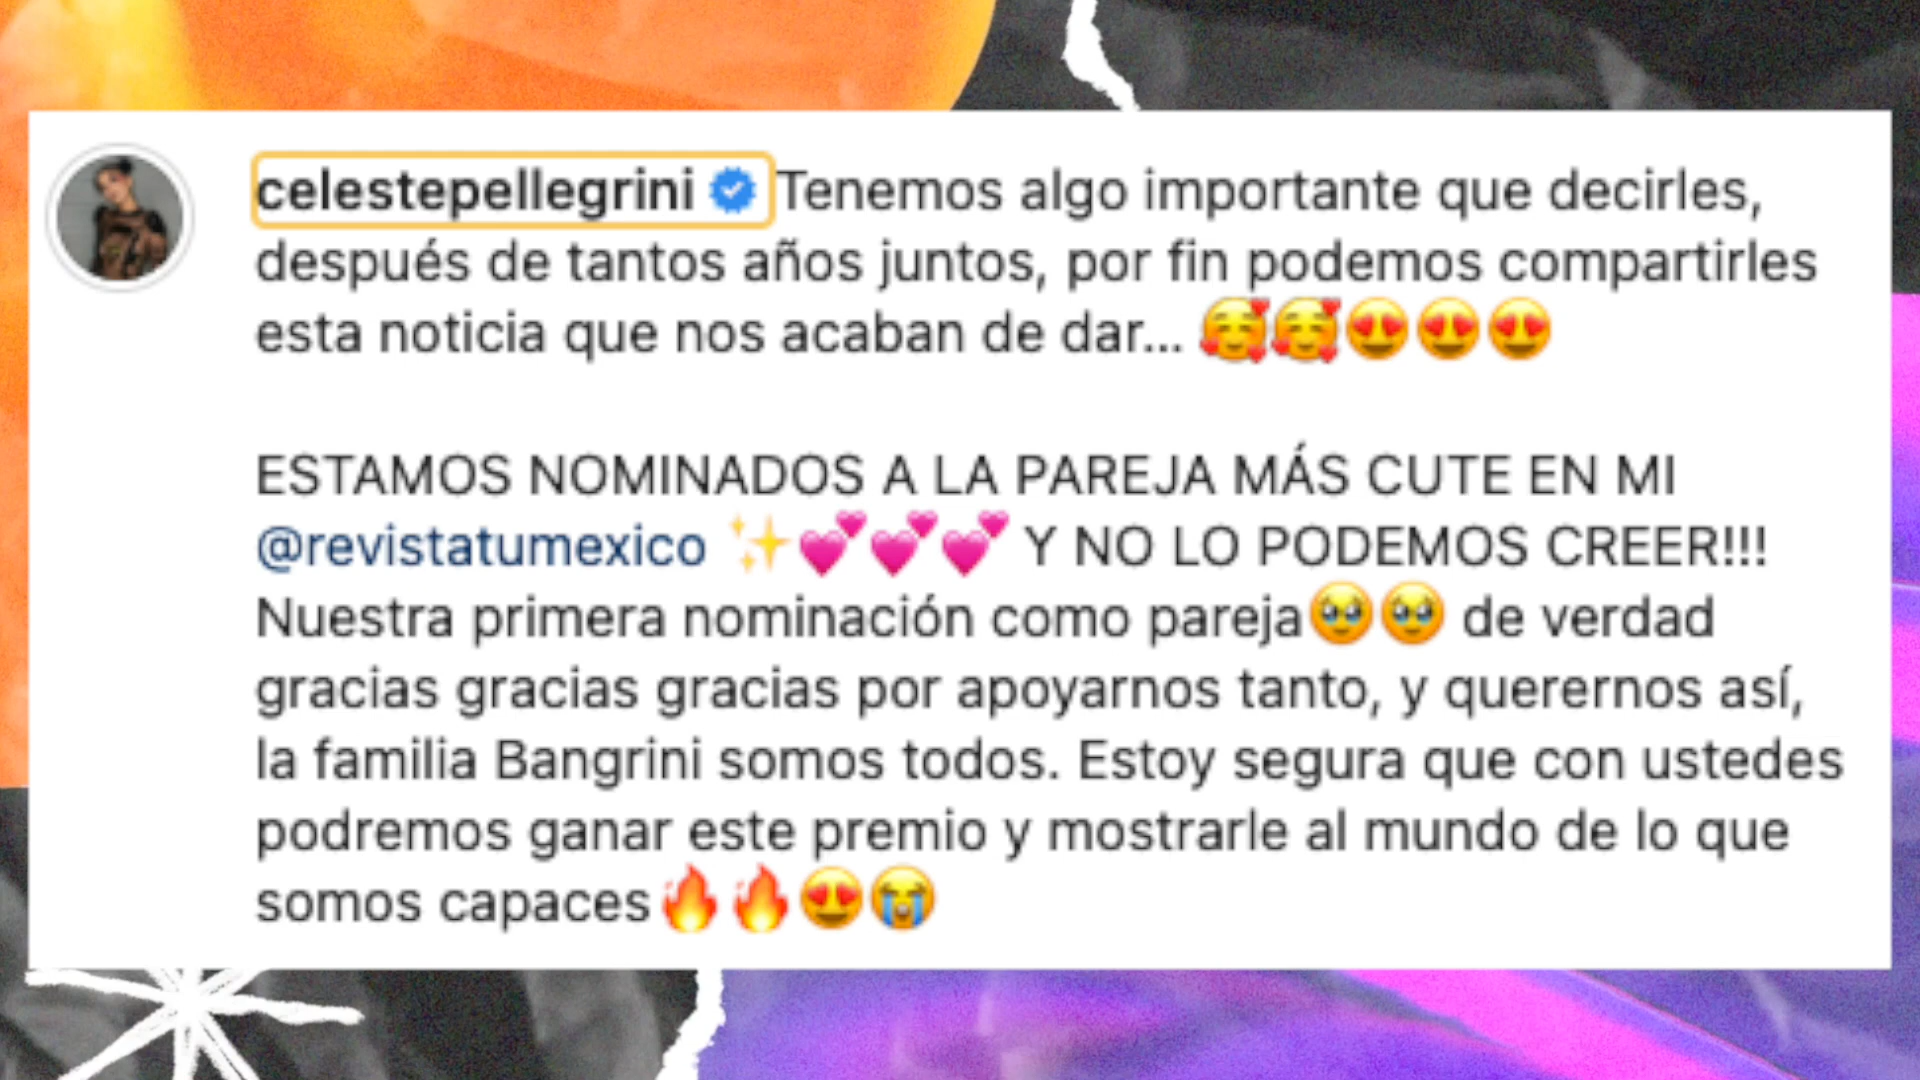 celestepellegrini Tenemos algo importante que decirles,
después de tantos años juntos, por fin podemos compartirles
esta noticia que nos acaban de dar... 🥰🥰😍😍😍
ESTAMOS NOMINADOS A LA PAREJA MÁS CUTE EN MI
@revistatumexico ✨💕💕💕 Y NO LO PODEMOS CREER!!!
Nuestra primera nominación como pareja🥹🥹 de verdad
gracias gracias gracias por apoyarnos tanto, y querernos así,
la familia Bangrini somos todos. Estoy segura que con ustedes
podremos ganar este premio y mostrarle al mundo de lo que
somos capaces🔥🔥😍😭